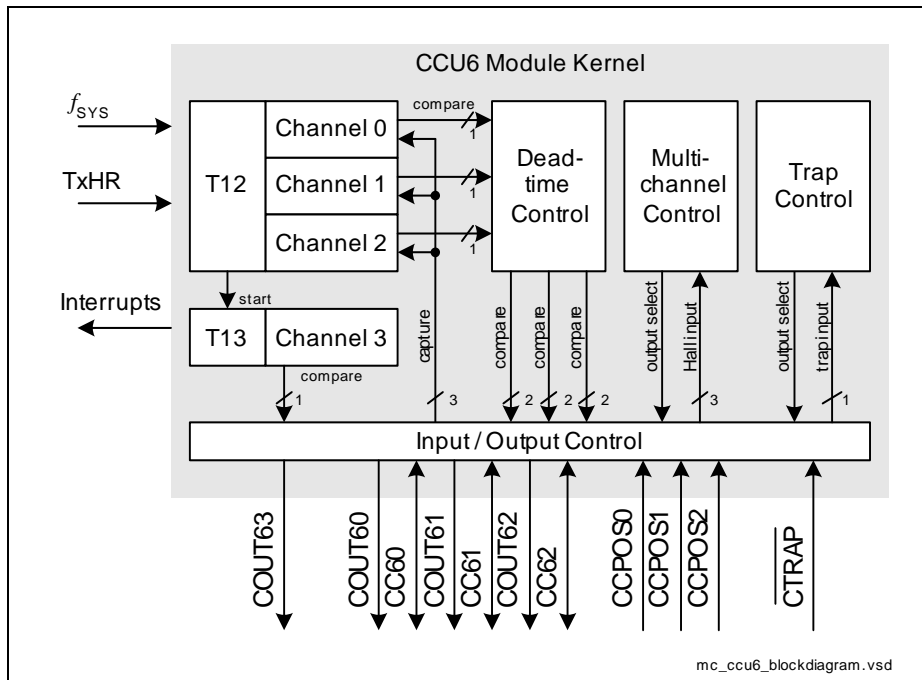 CCU6 Module Kernel
fSYS
TxHR
Interrupts
T12
Channel 0
Channel 1
Channel 2
compare
1
1
1
Dead-
time
Control
Multi-
channel
Control
Trap
Control
start
T13
Channel 3
compare
1
capture
3
compare
2
compare
2
compare
2
output select
Hall input
3
output select
trap input
1
Input / Output Control
COUT63
COUT60
CC60
COUT61
CC61
COUT62
CC62
CCPOS0
CCPOS1
CCPOS2
CTRAP
mc_ccu6_blockdiagram.vsd